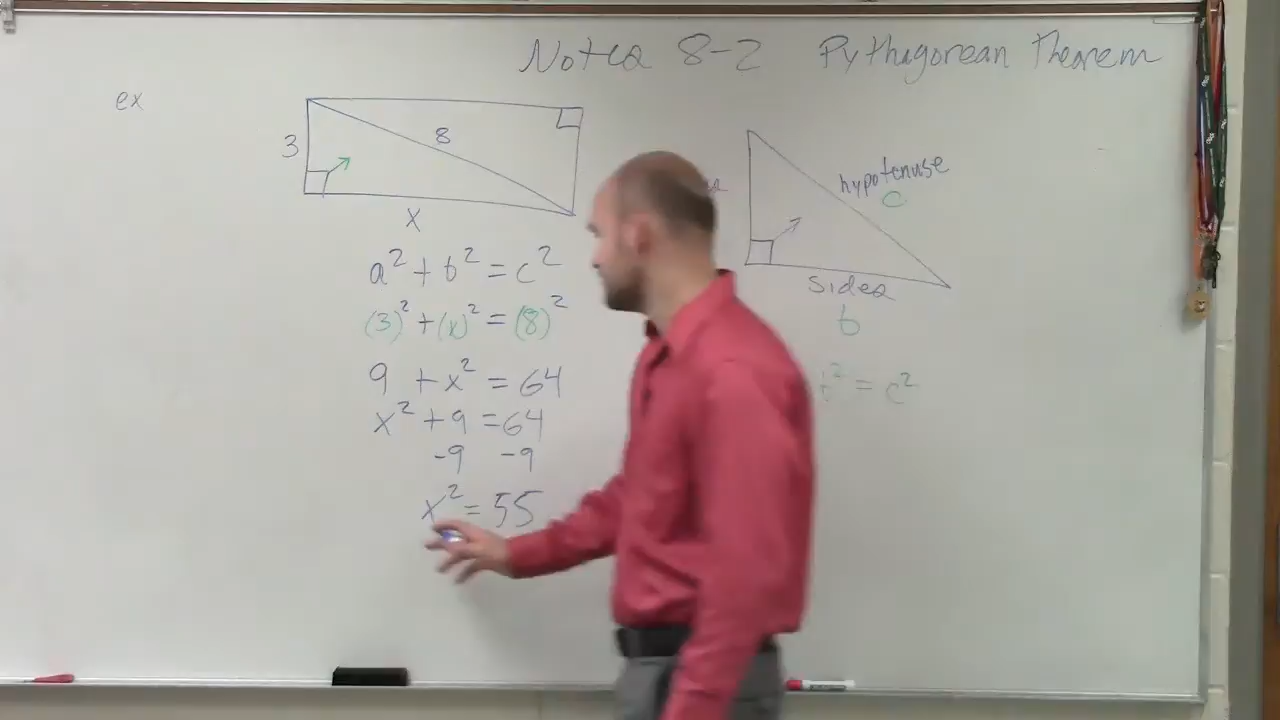 Notes 8-2 Pythagorean Theorem
ex
3
8
x
a² + b² = c²
(3)² + (x)² = (8)²
9 + x² = 64
x² + 9 = 64
-9 -9
x² = 55
hypotenuse
c
sides
b
b² = c²